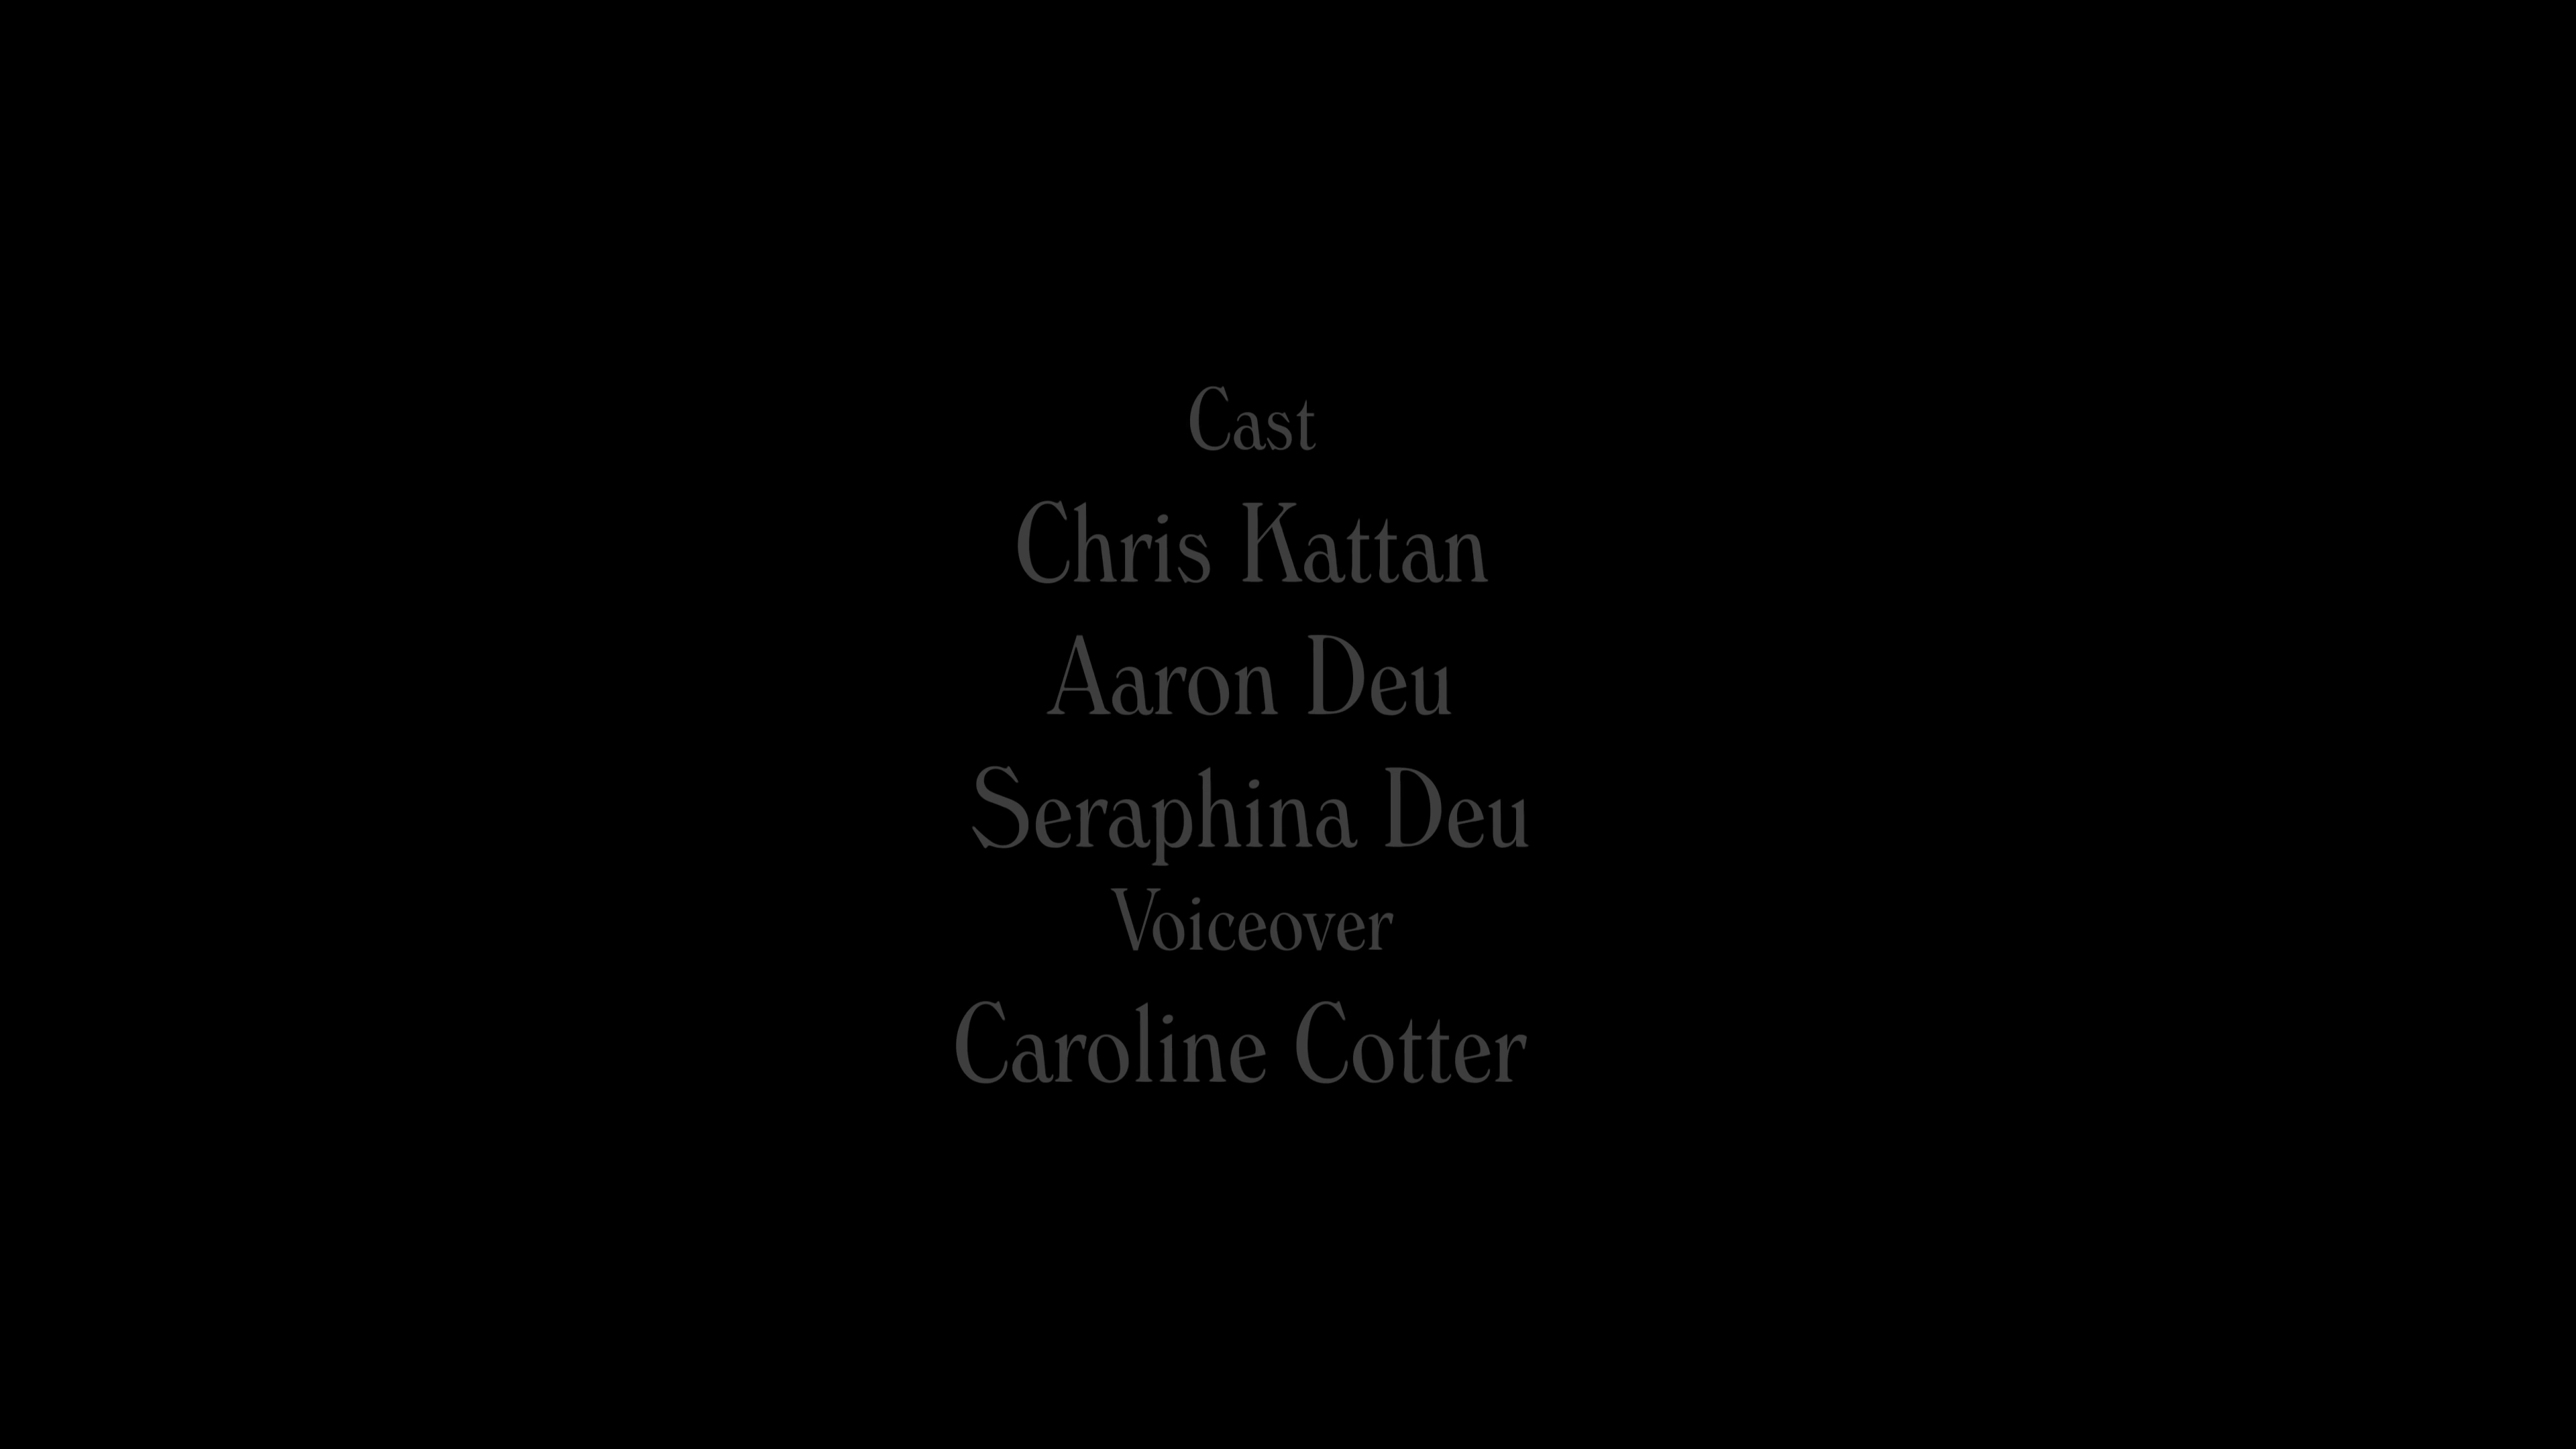 Cast
Chris Kattan
Aaron Deu
Seraphina Deu
Voiceover
Caroline Cotter